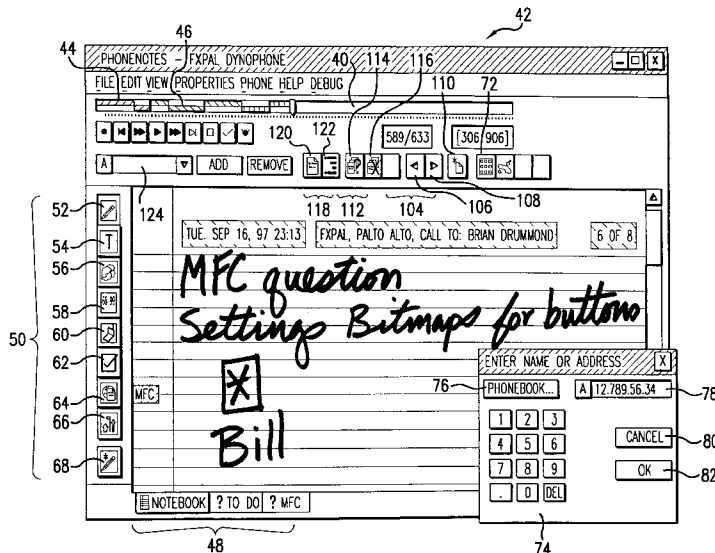 42
44
46
40
114
116
110
72
PHONENOTES - FXPAL DYNOPHONE
X
FILE EDIT VIEW PROPERTIES PHONE HELP DEBUG
120
122
589/633
[306|906]
A
ADD
REMOVE
124
118
112
104
106
108
50
52
54
56
58
60
62
64
66
68
T
TUE. SEP 16, 97 23:13
FXPAL, PALTO ALTO, CALL TO: BRIAN DRUMMOND
6 OF 8
MFC question
Settings Bitmaps for buttons
MFC
*
Bill
ENTER NAME OR ADDRESS
X
76
PHONEBOOK...
A
12.789.56.34
78
1 2 3
4 5 6
7 8 9
. 0 DEL
CANCEL
80
OK
82
74
NOTEBOOK
? TO DO
? MFC
48